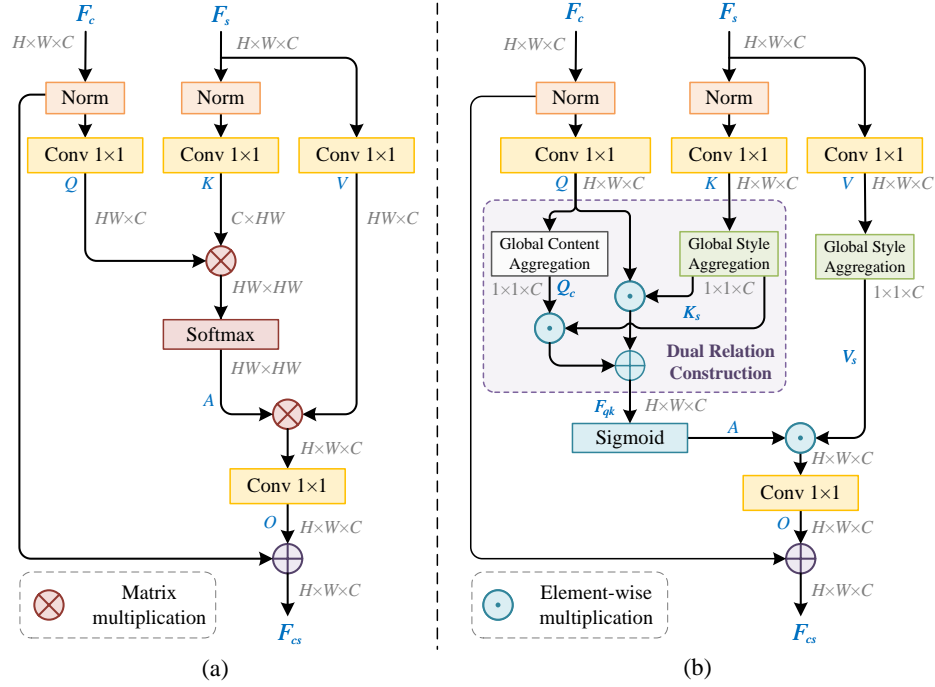 F_c
F_s
H×W×C
H×W×C
Norm
Norm
Conv 1×1
Conv 1×1
Conv 1×1
Q
K
V
HW×C
C×HW
HW×C
HW×HW
Softmax
HW×HW
A
H×W×C
Conv 1×1
O
H×W×C
H×W×C
Matrix
multiplication
F_cs
(a)
F_c
F_s
H×W×C
H×W×C
Norm
Norm
Conv 1×1
Conv 1×1
Conv 1×1
Q
H×W×C
K
H×W×C
V
H×W×C
Global Content
Aggregation
Global Style
Aggregation
Global Style
Aggregation
1×1×C
Q_c
1×1×C
1×1×C
K_s
Dual Relation
Construction
V_s
F_qk
H×W×C
Sigmoid
A
H×W×C
Conv 1×1
O
H×W×C
H×W×C
Element-wise
multiplication
F_cs
(b)